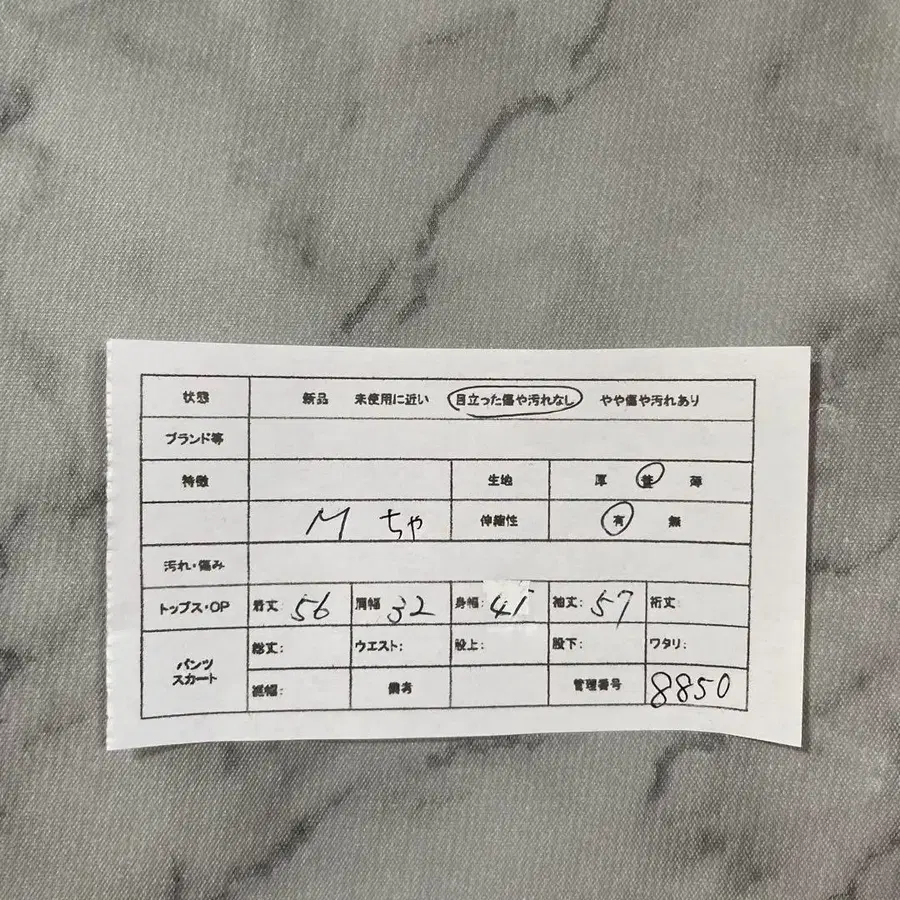 状態 新品 未使用に近い 目立った傷や汚れなし やや傷や汚れあり
ブランド等
特徴 生地 厚 普 薄
M ちゃ 伸縮性 有 無
汚れ・傷み
トップス・OP 着丈: 56 肩幅: 32 身幅: 41 袖丈: 57 裄丈:
パンツ スカート 総丈: ウエスト: 股上: 股下: ワタリ:
裾幅: 備考 管理番号 8850